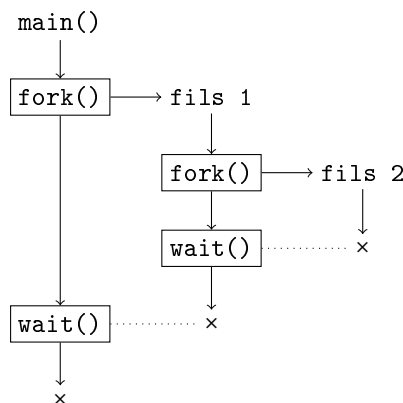 main()
fork() fils 1
fork() fils 2
wait() ×
wait() ×
×